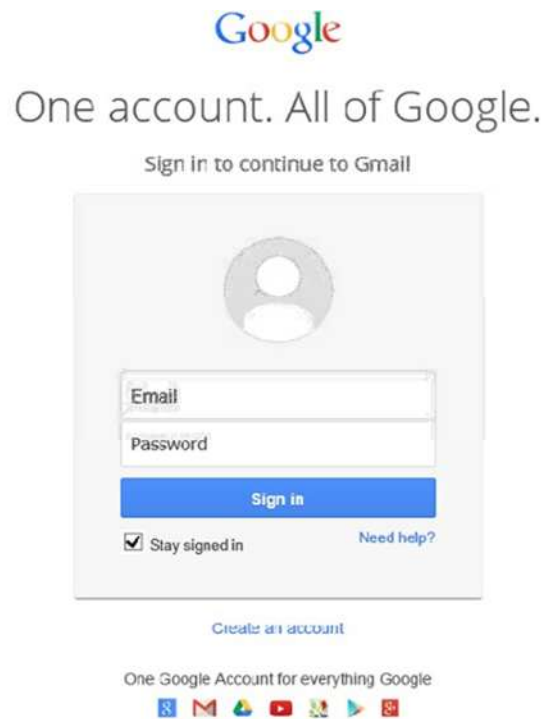 Google
One account. All of Google.
Sign in to continue to Gmail
Email
Password
Sign in
Stay signed in
Need help?
Create an account
One Google Account for everything Google